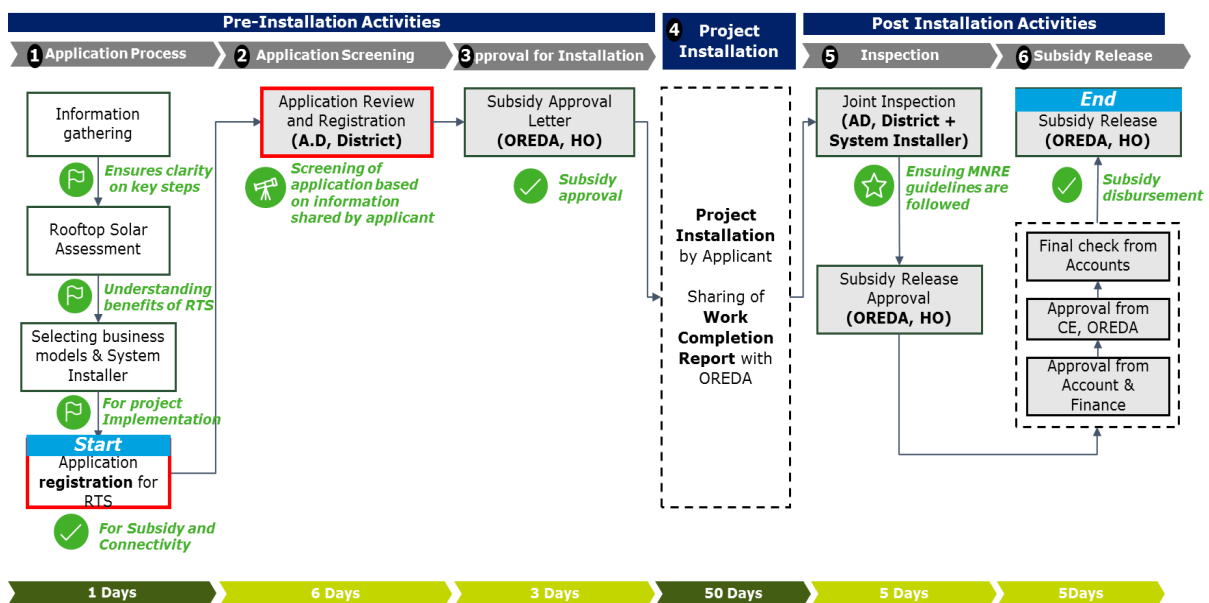 Pre-Installation Activities
4 Project
Installation
Post Installation Activities
1 Application Process
2 Application Screening
3 pproval for Installation
5 Inspection
6 Subsidy Release
Information
gathering
Ensures clarity
on key steps
Rooftop Solar
Assessment
Understanding
benefits of RTS
Selecting business
models & System
Installer
For project
Implementation
Start
Application
registration for
RTS
For Subsidy and
Connectivity
Application Review
and Registration
(A.D, District)
Screening of
application based
on information
shared by applicant
Subsidy Approval
Letter
(OREDA, HO)
Subsidy
approval
Project
Installation
by Applicant
Sharing of
Work
Completion
Report with
OREDA
Joint Inspection
(AD, District +
System Installer)
Ensuing MNRE
guidelines are
followed
Subsidy Release
Approval
(OREDA, HO)
End
Subsidy Release
(OREDA, HO)
Subsidy
disbursement
Final check from
Accounts
Approval from
CE, OREDA
Approval from
Account &
Finance
1 Days
6 Days
3 Days
50 Days
5 Days
5Days